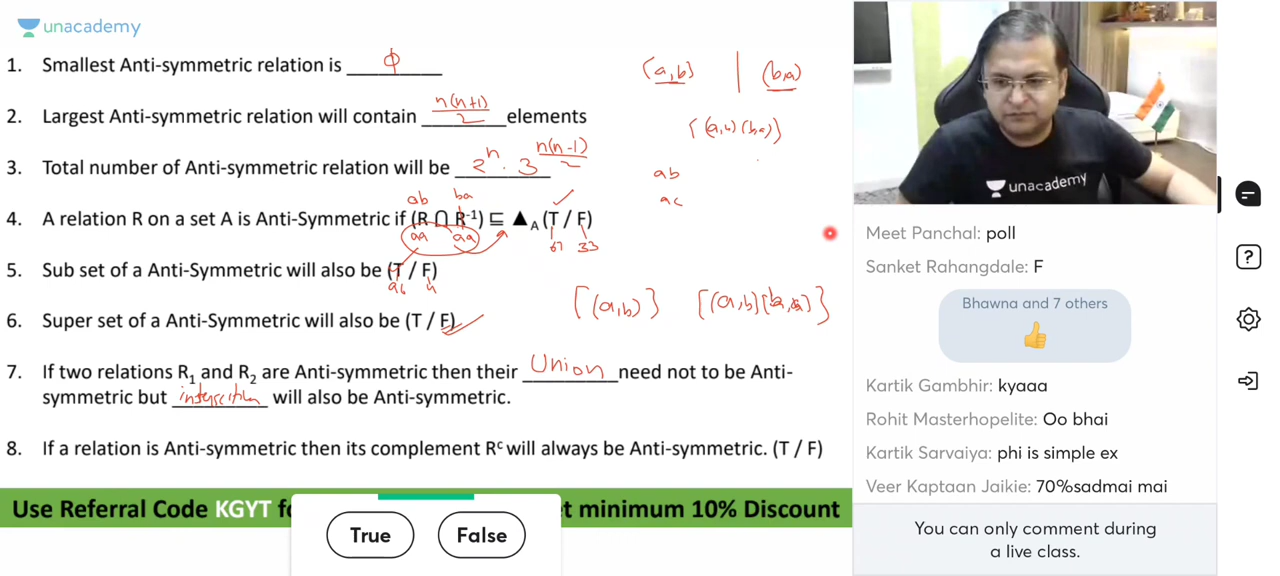 unacademy
1. Smallest Anti-symmetric relation is ϕ
2. Largest Anti-symmetric relation will contain n(n+1)/2 elements
3. Total number of Anti-symmetric relation will be 2ⁿ · 3^(n(n-1)/2)
ab ba
4. A relation R on a set A is Anti-Symmetric if (R ⋂ R⁻¹) ⊑ ▲A (T / F)
aa aa 67 33
5. Sub set of a Anti-Symmetric will also be (T / F)
6. Super set of a Anti-Symmetric will also be (T / F)
7. If two relations R₁ and R₂ are Anti-symmetric then their Union need not to be Anti-
symmetric but intersection will also be Anti-symmetric.
8. If a relation is Anti-symmetric then its complement Rᶜ will always be Anti-symmetric. (T / F)
{a,b} | (b,a)
{(a,b) (b,a)}
ab
ac
{(a,b)} {(a,b) (b,a)}
Use Referral Code KGYT
t minimum 10% Discount
True False
unacademy
Meet Panchal: poll
Sanket Rahangdale: F
Bhawna and 7 others
👍
Kartik Gambhir: kyaaa
Rohit Masterhopelite: Oo bhai
Kartik Sarvaiya: phi is simple ex
Veer Kaptaan Jaikie: 70%sadmai mai
You can only comment during
a live class.
?